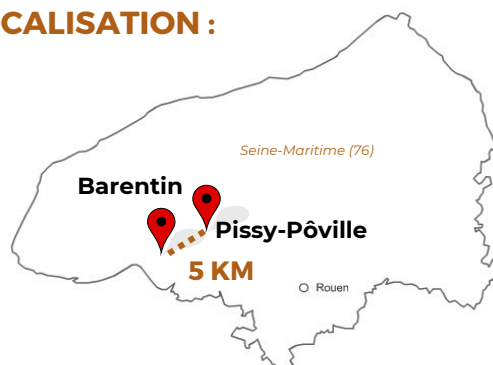 CALISATION :
Seine-Maritime (76)
Barentin
Pissy-Pôville
5 KM
Rouen